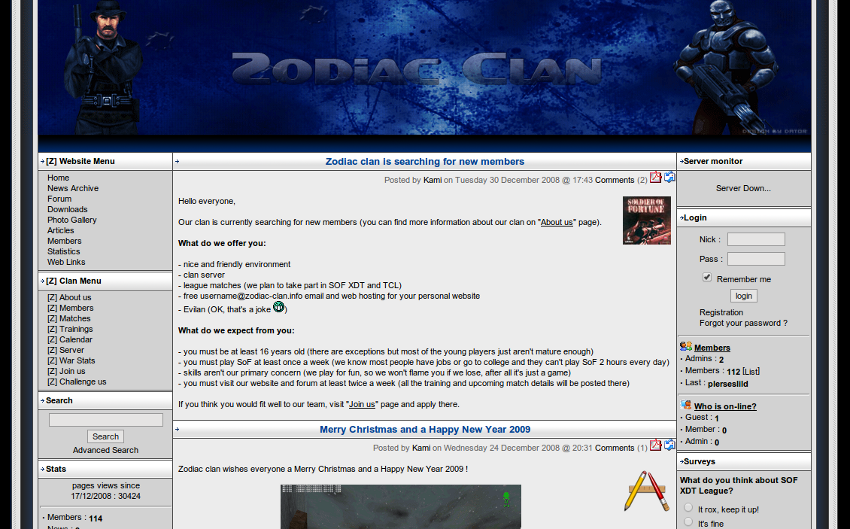 Zodiac Clan
DESIGN BY DATOR
[Z] Website Menu
Home
News Archive
Forum
Downloads
Photo Gallery
Articles
Members
Statistics
Web Links
[Z] Clan Menu
[Z] About us
[Z] Members
[Z] Matches
[Z] Trainings
[Z] Calendar
[Z] Server
[Z] War Stats
[Z] Join us
[Z] Challenge us
Search
Search
Advanced Search
Stats
pages views since
17/12/2008 : 30424
· Members : 114
Zodiac clan is searching for new members
Posted by Kami on Tuesday 30 December 2008 @ 17:43 Comments (2)
Hello everyone,
SOLDIER OF
FORTUNE
Our clan is currently searching for new members (you can find more information about our clan on "About us" page).
What do we offer you:
- nice and friendly environment
- clan server
- league matches (we plan to take part in SOF XDT and TCL)
- free username@zodiac-clan.info email and web hosting for your personal website
- Evilan (OK, that's a joke )
What do we expect from you:
- you must be at least 16 years old (there are exceptions but most of the young players just aren't mature enough)
- you must play SoF at least once a week (we know most people have jobs or go to college and they can't play SoF 2 hours every day)
- skills aren't our primary concern (we play for fun, so we won't flame you if we lose, after all it's just a game)
- you must visit our website and forum at least twice a week (all the training and upcoming match details will be posted there)
If you think you would fit well to our team, visit "Join us" page and apply there.
Merry Christmas and a Happy New Year 2009
Posted by Kami on Wednesday 24 December 2008 @ 20:31 Comments (1)
Zodiac clan wishes everyone a Merry Christmas and a Happy New Year 2009 !
Server monitor
Server Down...
Login
Nick :
Pass :
Remember me
login
Registration
Forgot your password ?
Members
· Admins : 2
· Members : 112 [List]
· Last : pierseslild
Who is on-line?
· Guest : 1
· Member : 0
· Admin : 0
Surveys
What do you think about SOF
XDT League?
It rox, keep it up!
It's fine